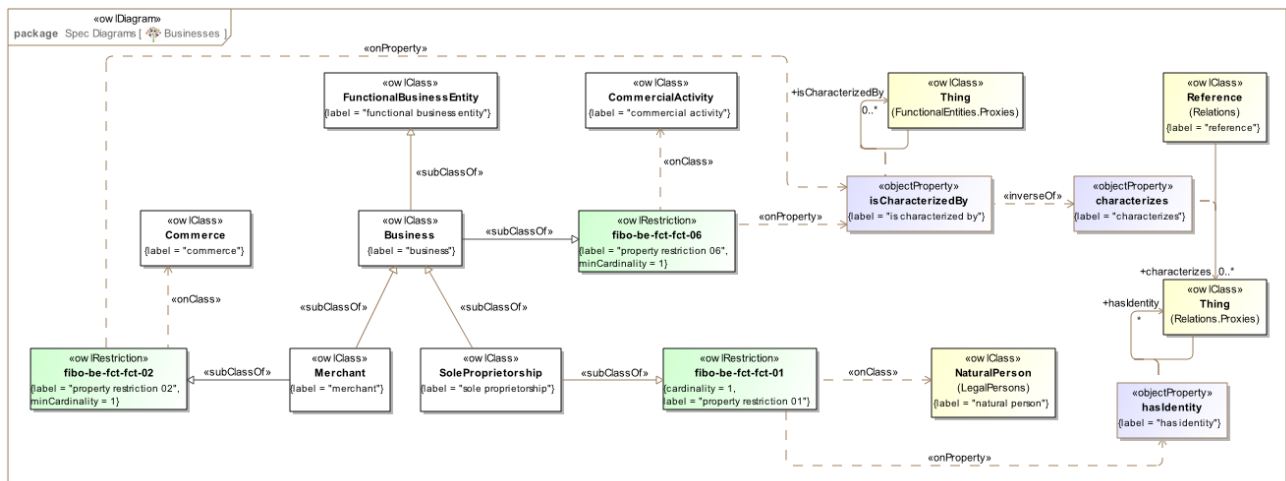 «owlDiagram»
package Spec Diagrams [ Businesses ]
«onProperty»
«owlClass»
FunctionalBusinessEntity
{label = "functional business entity"}
«owlClass»
CommercialActivity
{label = "commercial activity"}
+isCharacterizedBy
0..*
«owlClass»
Thing
(FunctionalEntities.Proxies)
«owlClass»
Reference
(Relations)
{label = "reference"}
«subClassOf»
«onClass»
«objectProperty»
isCharacterizedBy
{label = "is characterized by"}
«inverseOf»
«objectProperty»
characterizes
{label = "characterizes"}
«owlClass»
Commerce
{label = "commerce"}
«owlClass»
Business
{label = "business"}
«subClassOf»
«owlRestriction»
fibo-be-fct-fct-06
{label = "property restriction 06",
minCardinality = 1}
«onProperty»
«onClass»
«subClassOf»
«subClassOf»
+characterizes 0..*
«owlClass»
Thing
(Relations.Proxies)
+hasIdentity
*
«owlRestriction»
fibo-be-fct-fct-02
{label = "property restriction 02",
minCardinality = 1}
«subClassOf»
«owlClass»
Merchant
{label = "merchant"}
«owlClass»
SoleProprietorship
{label = "sole proprietorship"}
«subClassOf»
«owlRestriction»
fibo-be-fct-fct-01
{cardinality = 1,
label = "property restriction 01"}
«onClass»
«owlClass»
NaturalPerson
(LegalPersons)
{label = "natural person"}
«objectProperty»
hasIdentity
{label = "has identity"}
«onProperty»